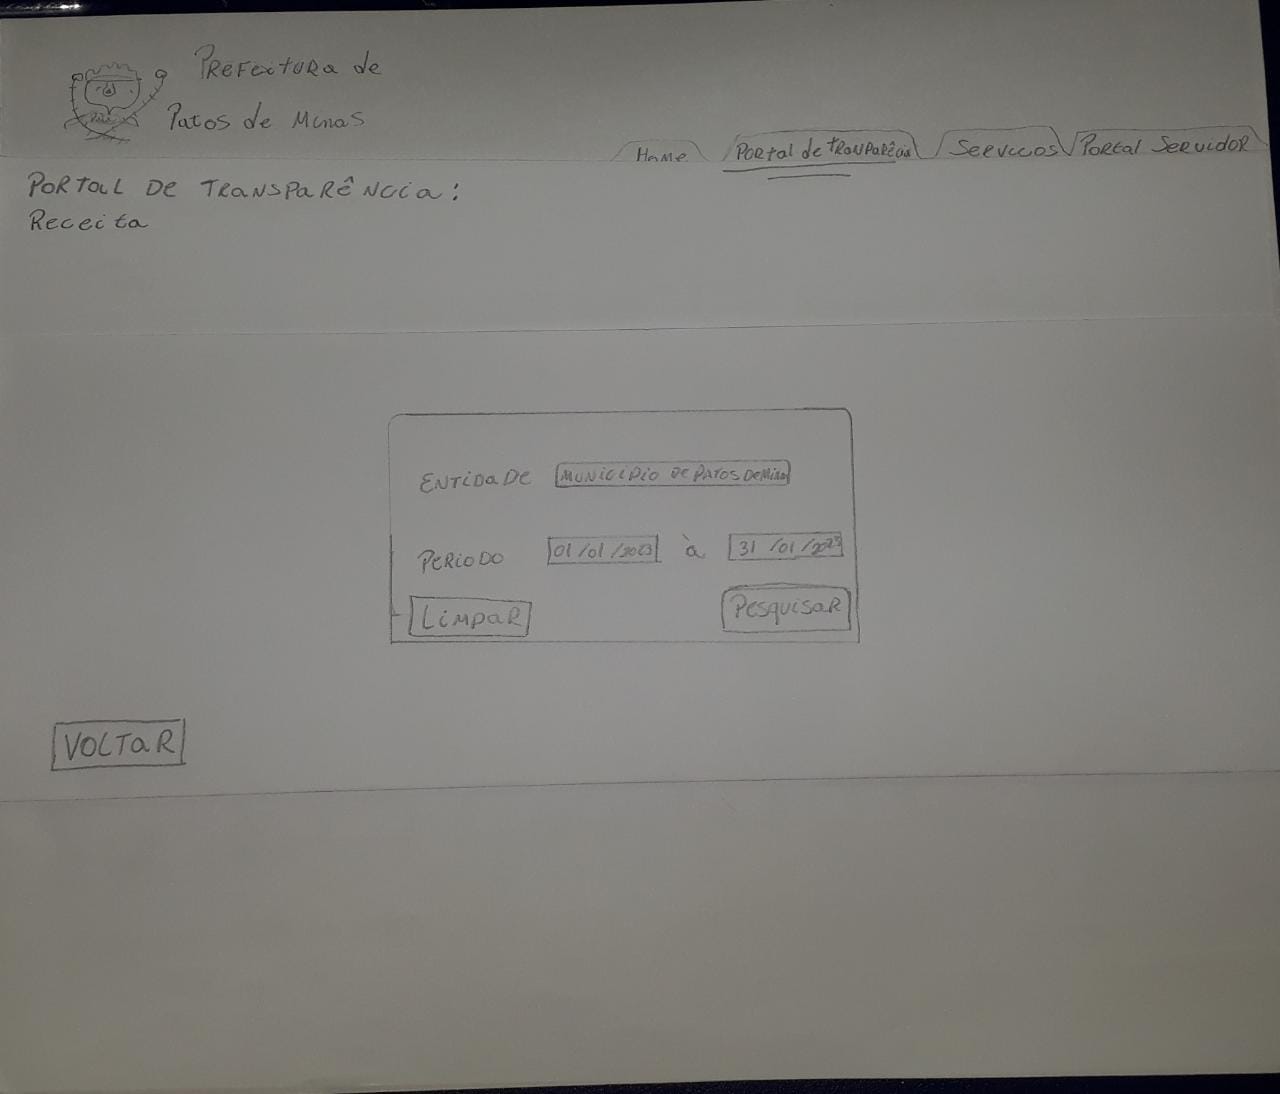 Prefeitura de
Patos de Minas
Home Portal de Tranparência Servicos Portal Servidor
Portal de Transparência:
Receita
Entidade Municipio de Patos de Minas
Periodo 01/01/2023 à 31/01/2023
Limpar Pesquisar
Voltar